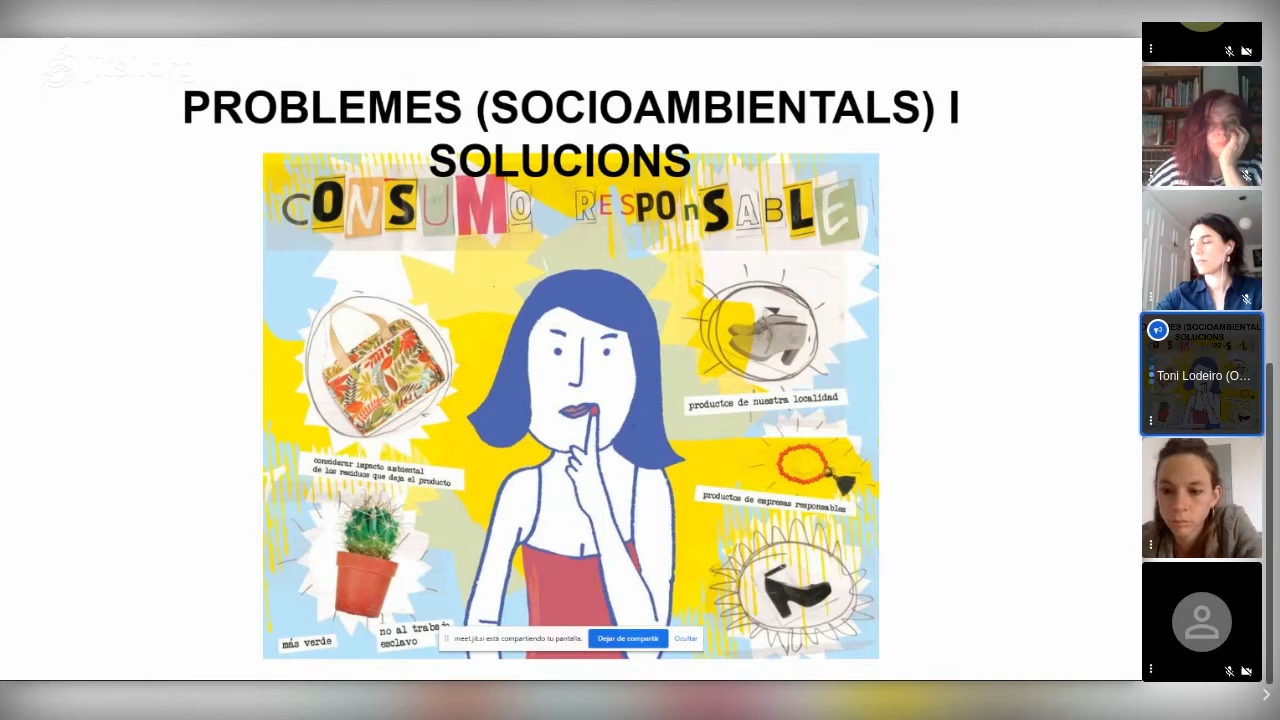 PROBLEMES (SOCIOAMBIENTALS) I
SOLUCIONS
CONSUMO RESPONSABLE
productos de nuestra localidad
considerar impacto ambiental
de los residuos que deja el producto
productos de empresas responsables
más verde
no al trabajo
esclavo
meet.jit.si está compartiendo tu pantalla.
Dejar de compartir
Ocultar
jitsi.org
SOLUCIONS
Toni Lodeiro (O...